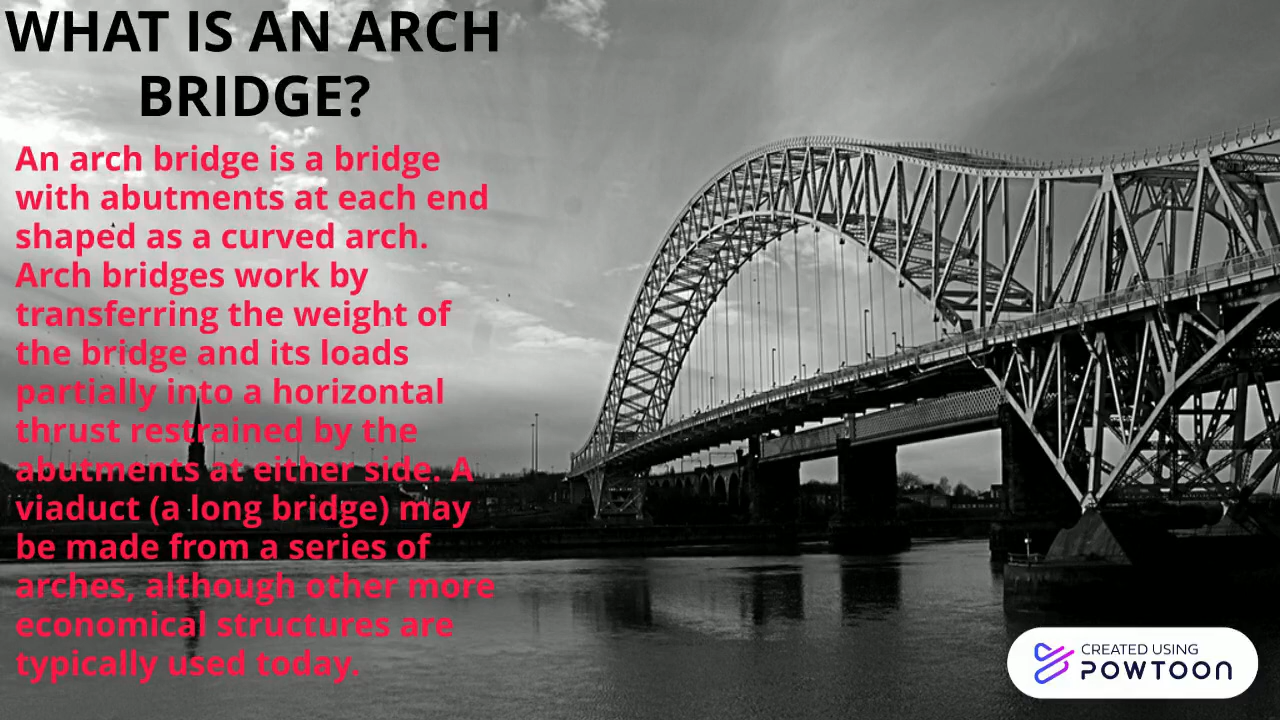 WHAT IS AN ARCH
BRIDGE?
An arch bridge is a bridge
with abutments at each end
shaped as a curved arch.
Arch bridges work by
transferring the weight of
the bridge and its loads
partially into a horizontal
thrust restrained by the
abutments at either side. A
viaduct (a long bridge) may
be made from a series of
arches, although other more
economical structures are
typically used today.
CREATED USING
POWTOON